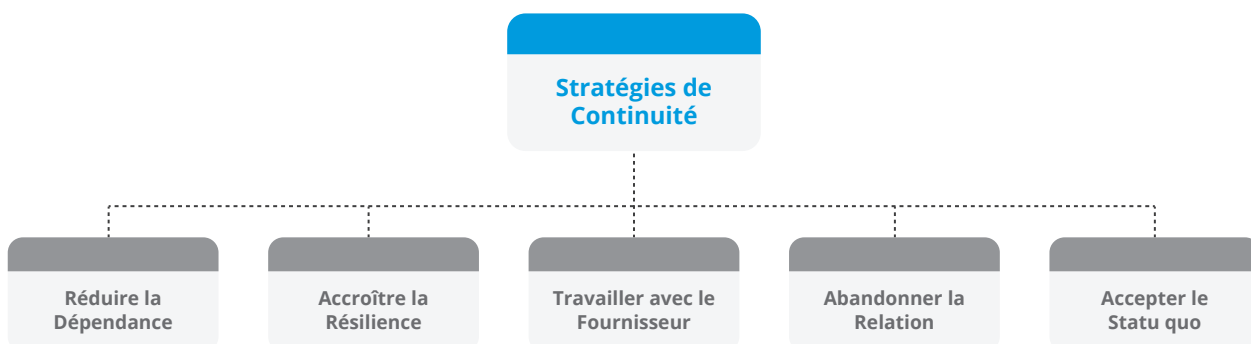 Stratégies de
Continuité
Réduire la
Dépendance
Accroître la
Résilience
Travailler avec le
Fournisseur
Abandonner la
Relation
Accepter le
Statu quo